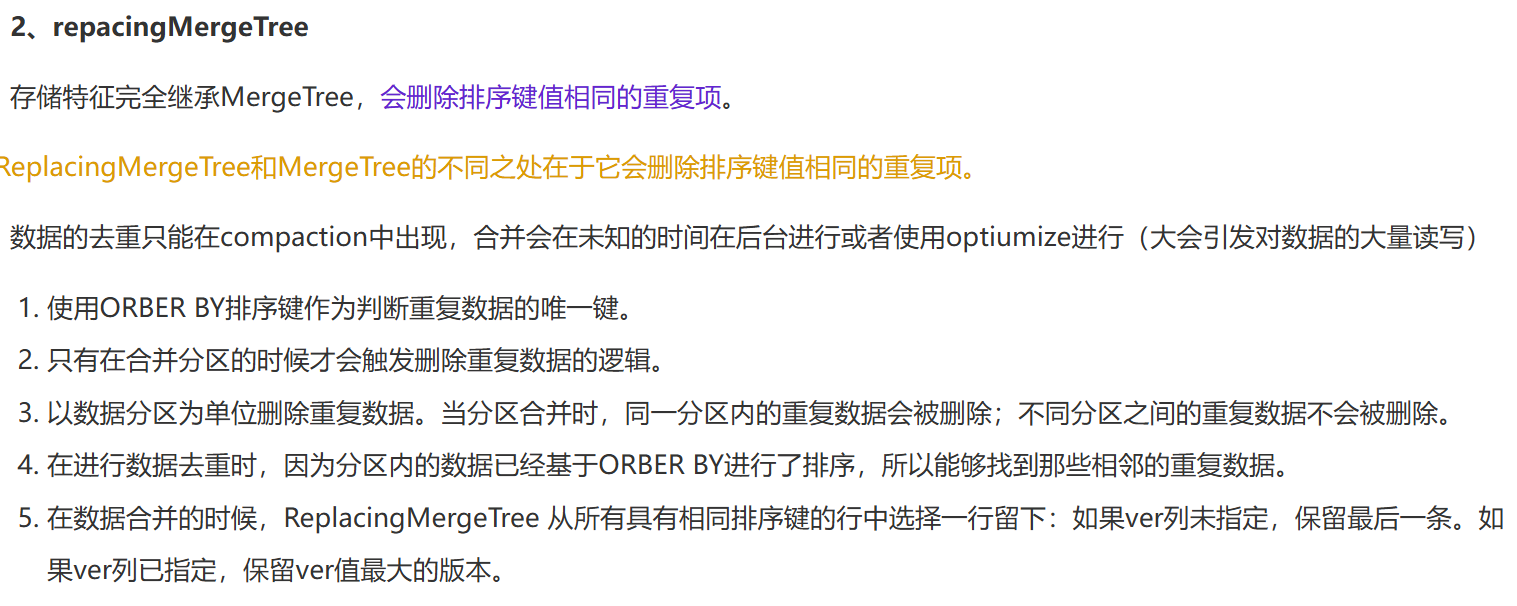 2、repacingMergeTree
存储特征完全继承MergeTree，会删除排序键值相同的重复项。
ReplacingMergeTree和MergeTree的不同之处在于它会删除排序键值相同的重复项。
数据的去重只能在compaction中出现，合并会在未知的时间在后台进行或者使用optiumize进行（大会引发对数据的大量读写）
1. 使用ORBER BY排序键作为判断重复数据的唯一键。
2. 只有在合并分区的时候才会触发删除重复数据的逻辑。
3. 以数据分区为单位删除重复数据。当分区合并时，同一分区内的重复数据会被删除；不同分区之间的重复数据不会被删除。
4. 在进行数据去重时，因为分区内的数据已经基于ORBER BY进行了排序，所以能够找到那些相邻的重复数据。
5. 在数据合并的时候，ReplacingMergeTree 从所有具有相同排序键的行中选择一行留下：如果ver列未指定，保留最后一条。如
果ver列已指定，保留ver值最大的版本。